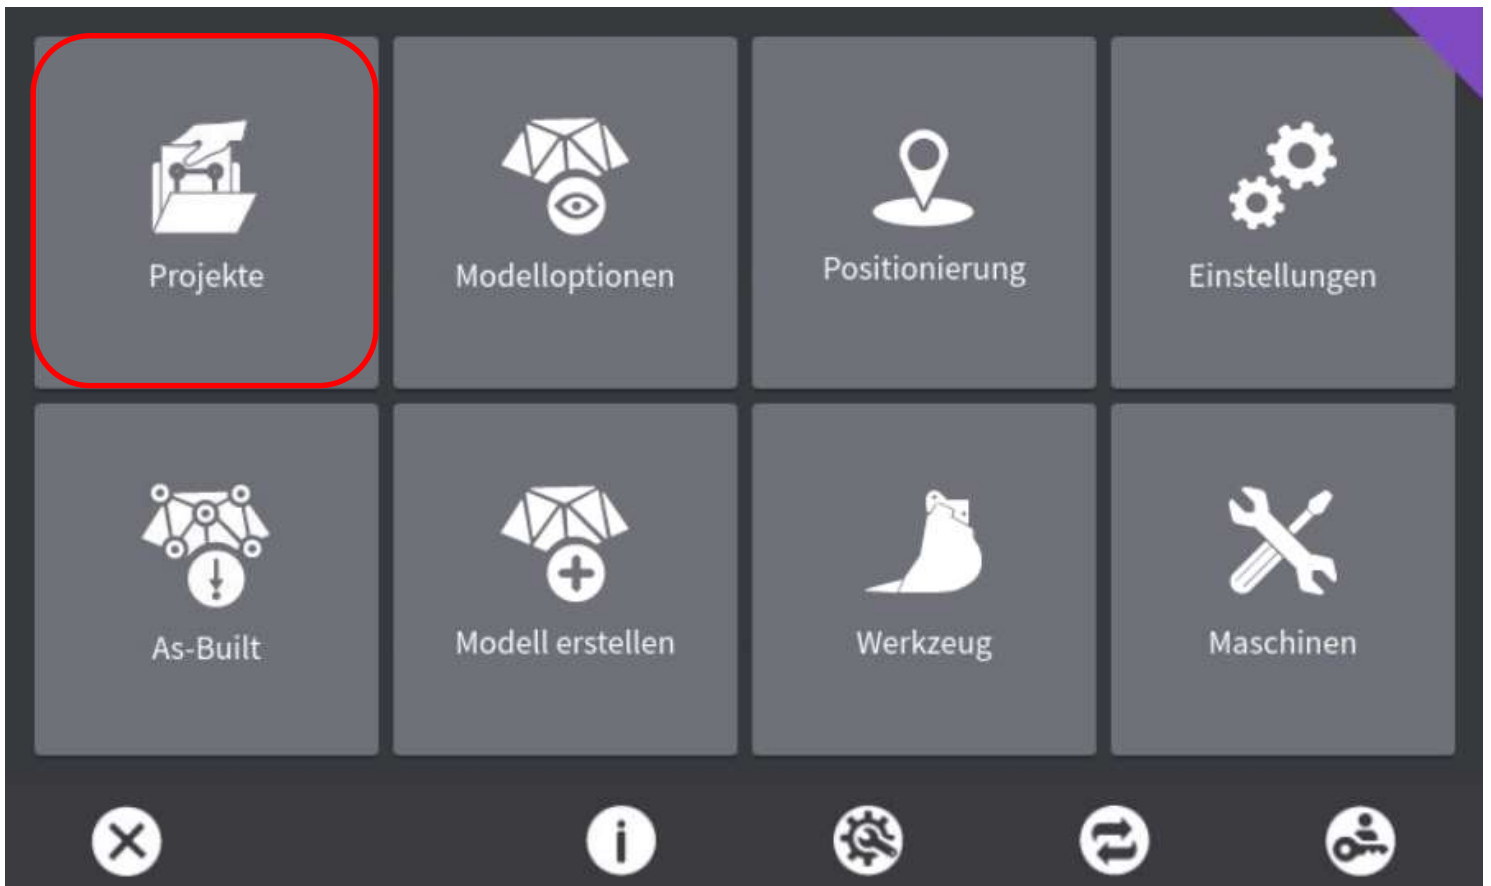 Projekte
Modelloptionen
Positionierung
Einstellungen
As-Built
Modell erstellen
Werkzeug
Maschinen